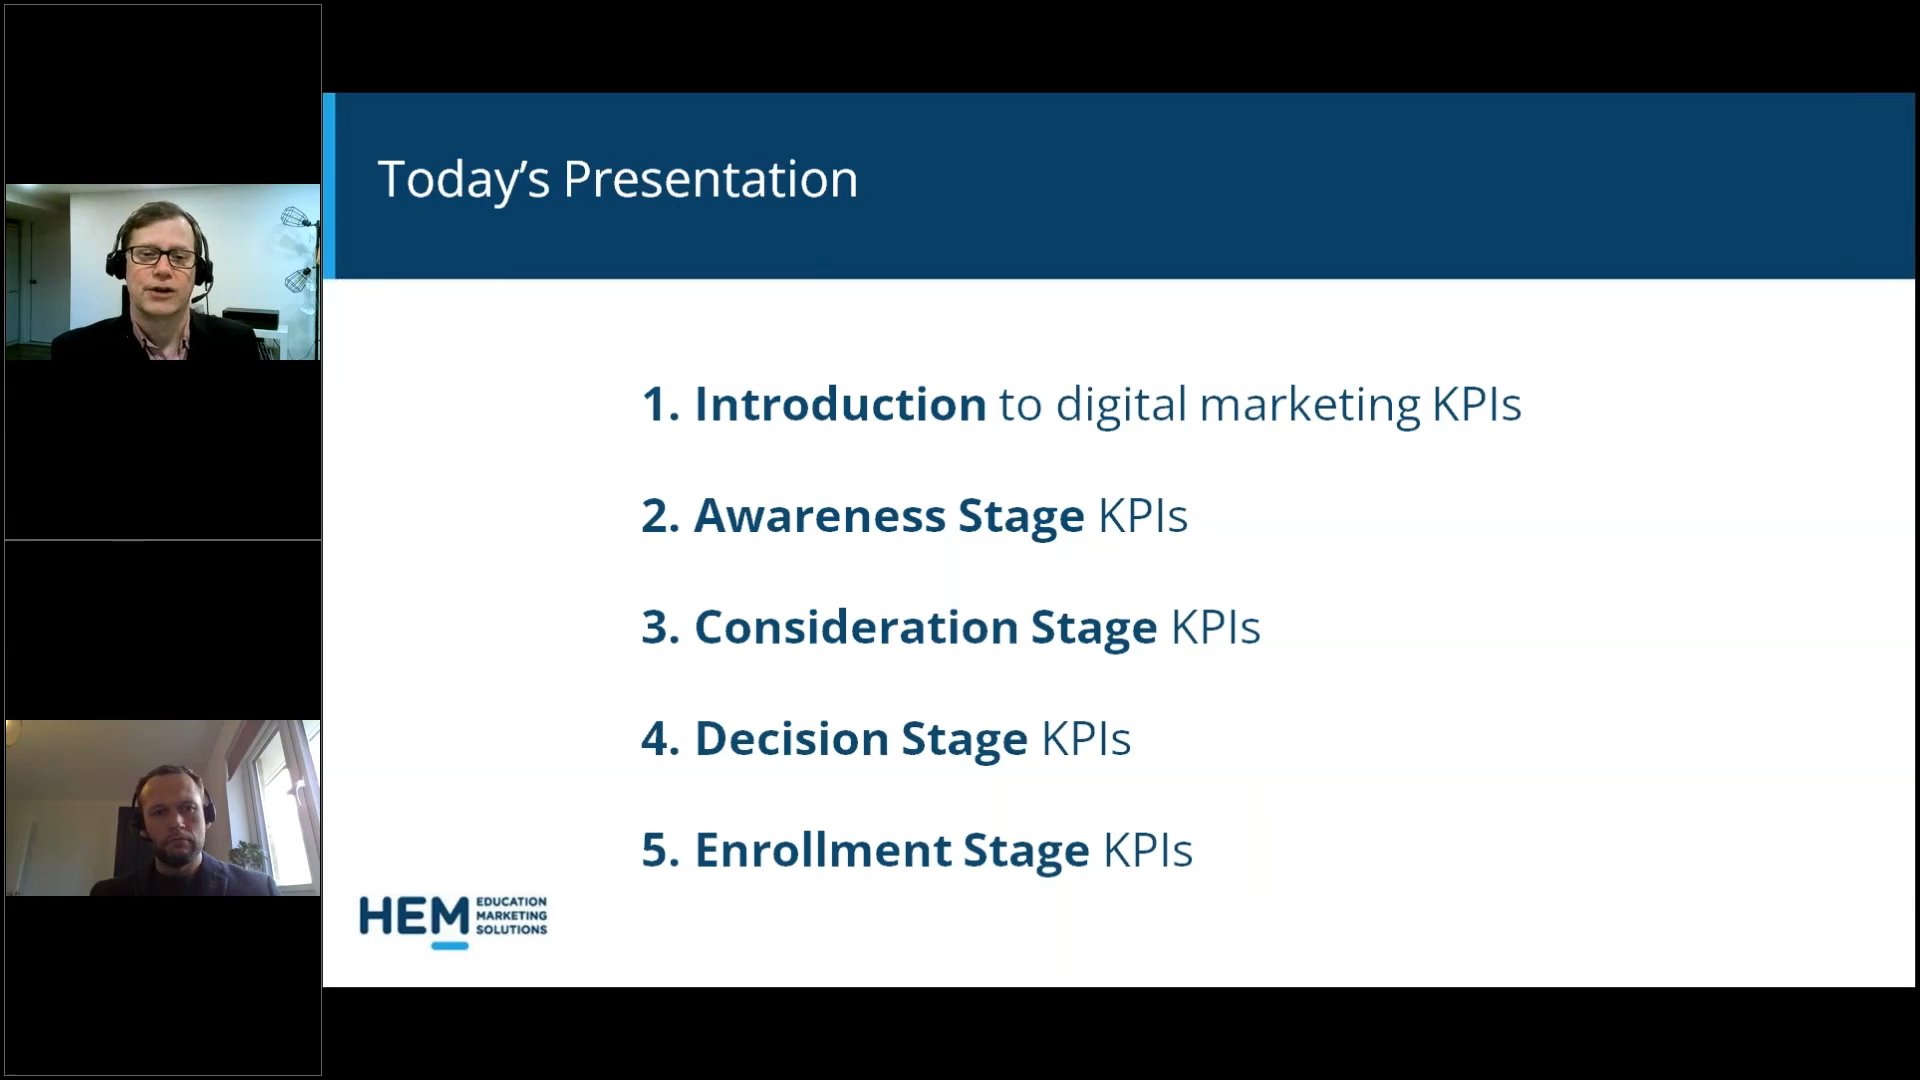 Today’s Presentation
1. Introduction to digital marketing KPIs
2. Awareness Stage KPIs
3. Consideration Stage KPIs
4. Decision Stage KPIs
5. Enrollment Stage KPIs
HEM
EDUCATION
MARKETING
SOLUTIONS